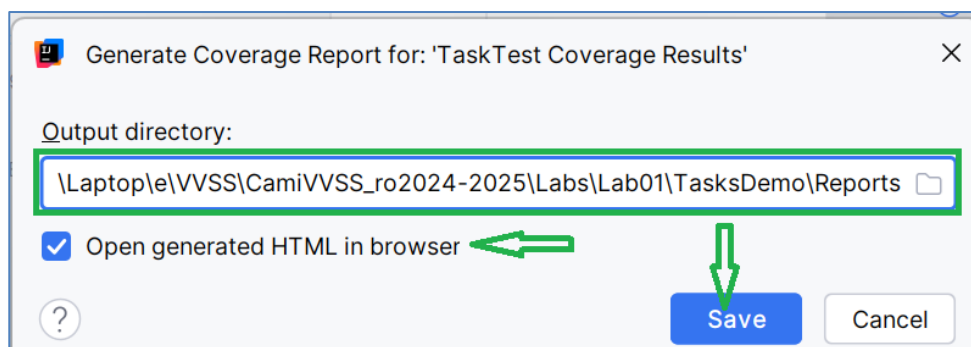 Generate Coverage Report for: 'TaskTest Coverage Results'
Output directory:
\Laptop\e\VVSS\CamiVVSS_ro2024-2025\Labs\Lab01\TasksDemo\Reports
Open generated HTML in browser
? Save Cancel